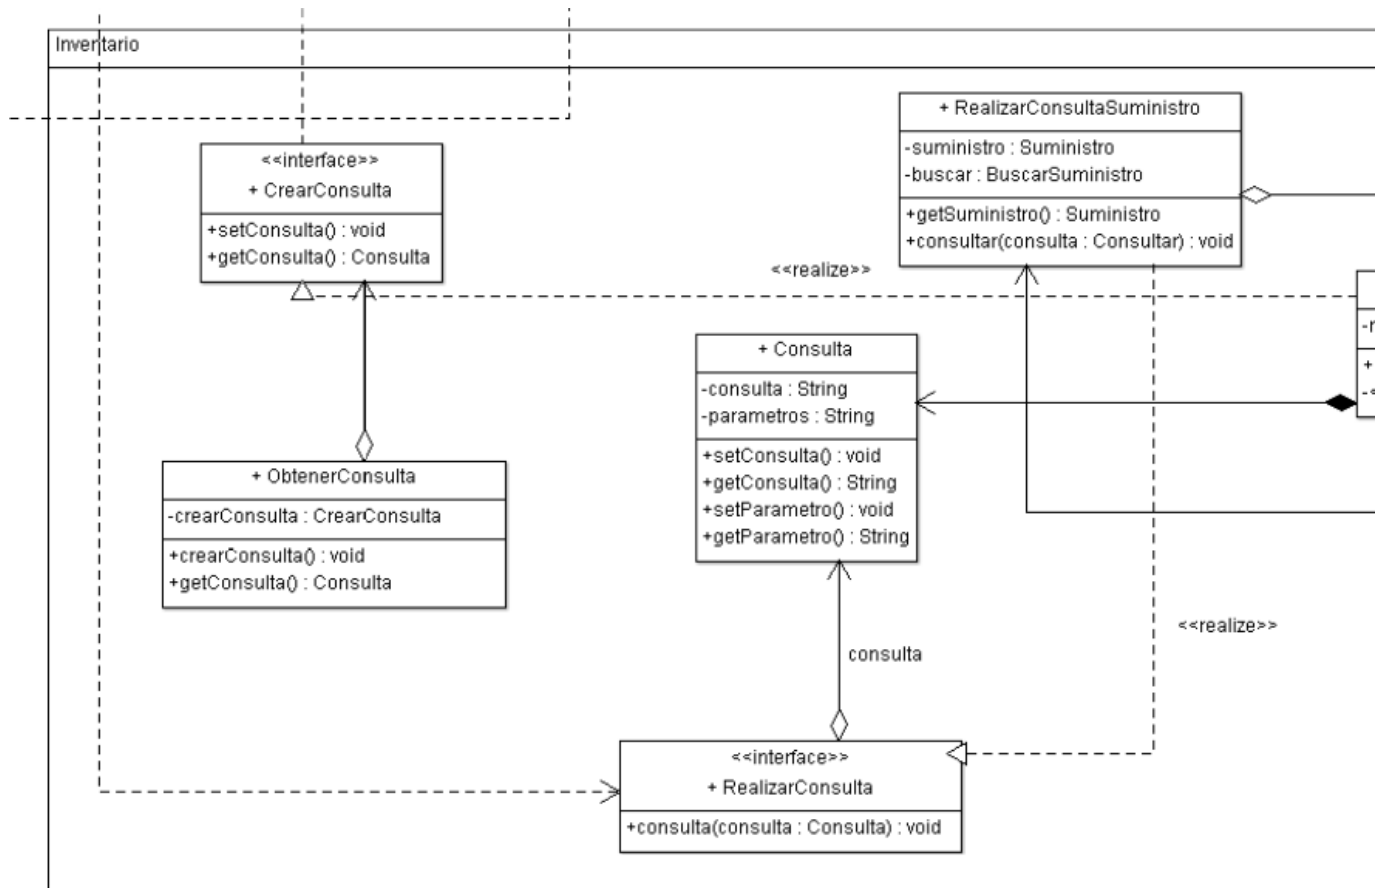 Inventario
<<interface>>
+ CrearConsulta
+setConsulta() : void
+getConsulta() : Consulta
+ RealizarConsultaSuministro
-suministro : Suministro
-buscar : BuscarSuministro
+getSuministro() : Suministro
+consultar(consulta : Consultar) : void
<<realize>>
+ Consulta
-consulta : String
-parametros : String
+setConsulta() : void
+getConsulta() : String
+setParametro() : void
+getParametro() : String
+ ObtenerConsulta
-crearConsulta : CrearConsulta
+crearConsulta() : void
+getConsulta() : Consulta
<<realize>>
consulta
<<interface>>
+ RealizarConsulta
+consulta(consulta : Consulta) : void